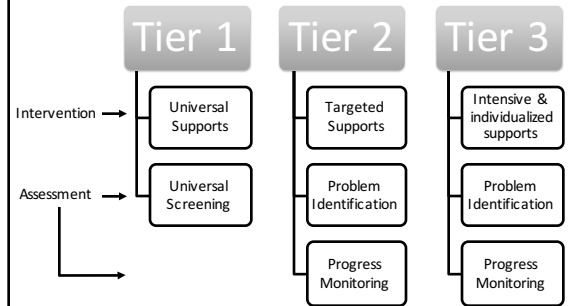 Tier 1
Tier 2
Tier 3
Intervention
Universal
Supports
Targeted
Supports
Intensive &
individualized
supports
Assessment
Universal
Screening
Problem
Identification
Problem
Identification
Progress
Monitoring
Progress
Monitoring